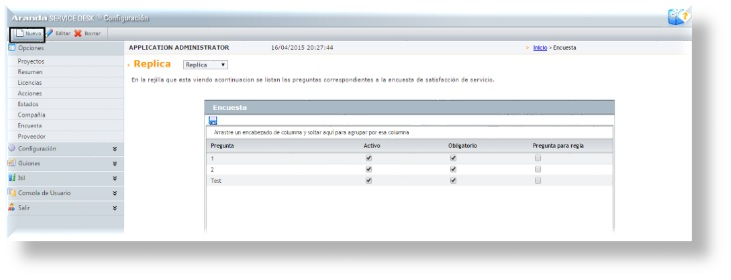 Aranda SERVICE DESK - Configuración
Nuevo Editar Borrar
Opciones
Proyectos
Resumen
Licencias
Acciones
Estados
Compañía
Encuesta
Proveedor
Configuración
Guiones
Consola de Usuario
Salir
APPLICATION ADMINISTRATOR 16/04/2015 20:27:44 Inicio > Encuesta
Replica Replica
En la rejilla que esta viendo acontinuacion se listan las preguntas correspondientes a la encuesta de satisfacción de servicio.
Encuesta
Arrastre un encabezado de columna y soltar aqui para agrupar por esa columna
Pregunta Activo Obligatorio Pregunta para regla
1
2
Test